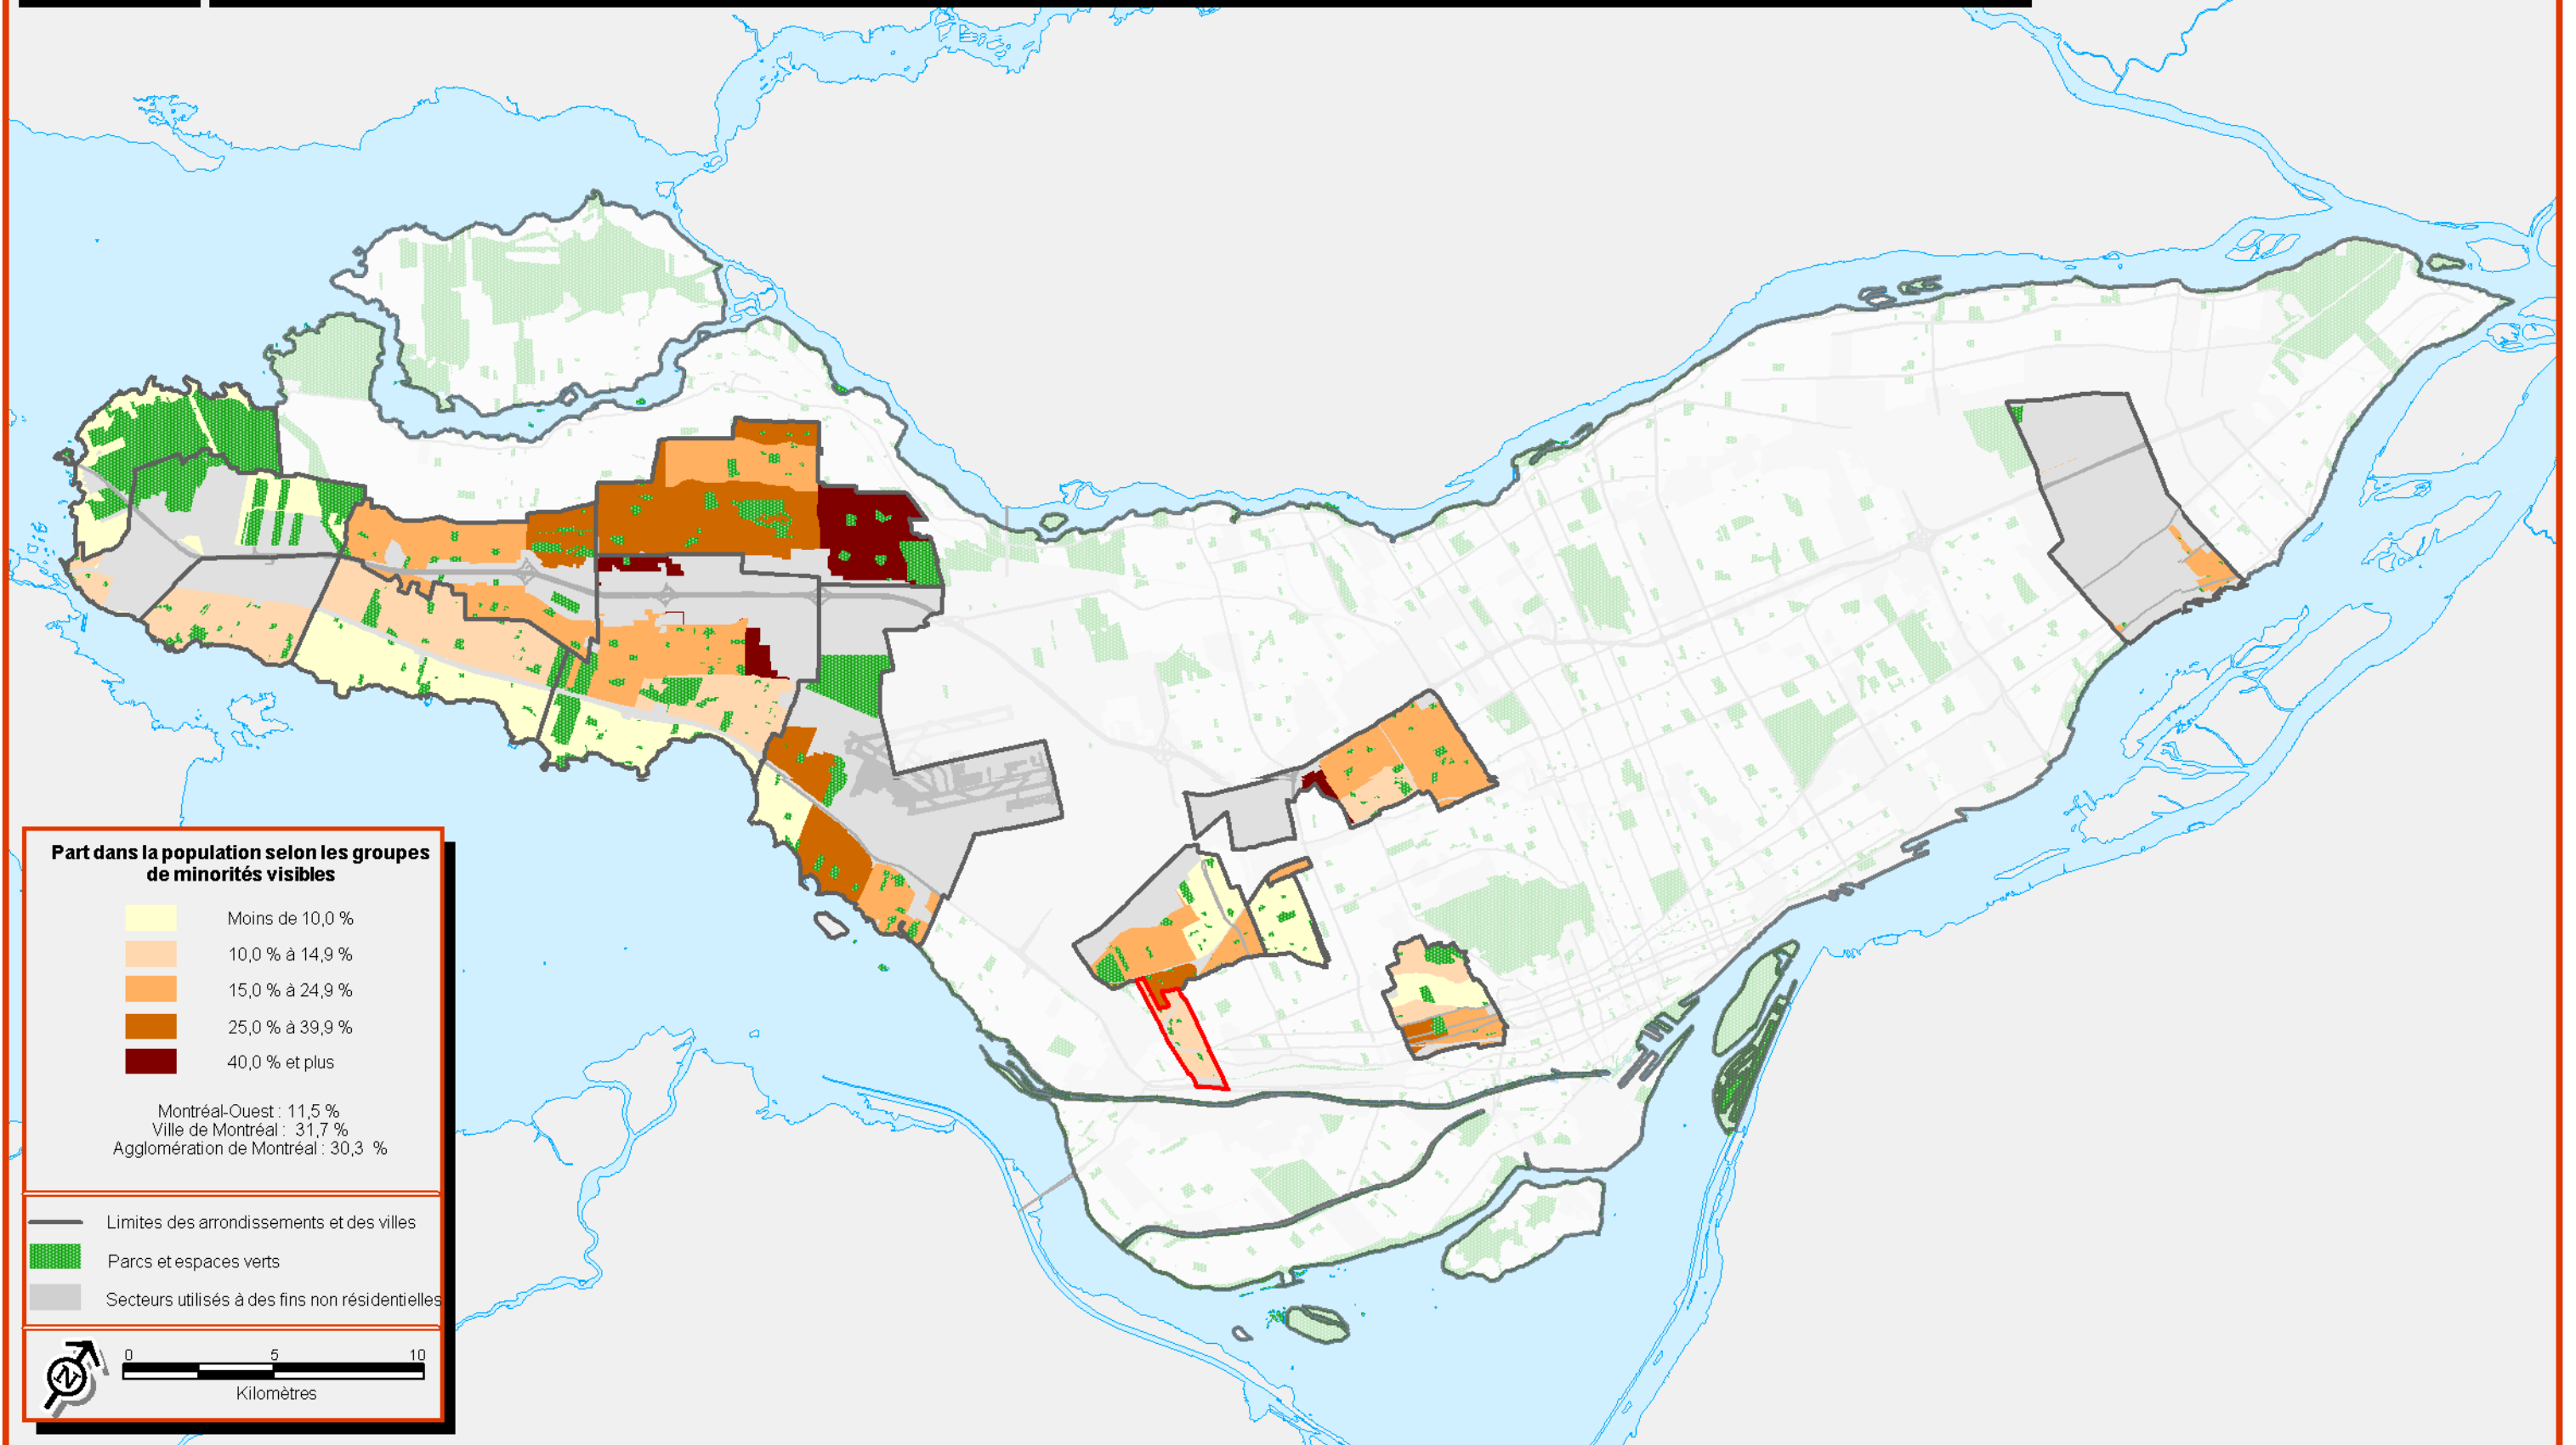 Part dans la population selon les groupes
de minorités visibles
Moins de 10,0 %
10,0 % à 14,9 %
15,0 % à 24,9 %
25,0 % à 39,9 %
40,0 % et plus
Montréal-Ouest : 11,5 %
Ville de Montréal : 31,7 %
Agglomération de Montréal : 30,3 %
Limites des arrondissements et des villes
Parcs et espaces verts
Secteurs utilisés à des fins non résidentielles
N
0 5 10
Kilomètres